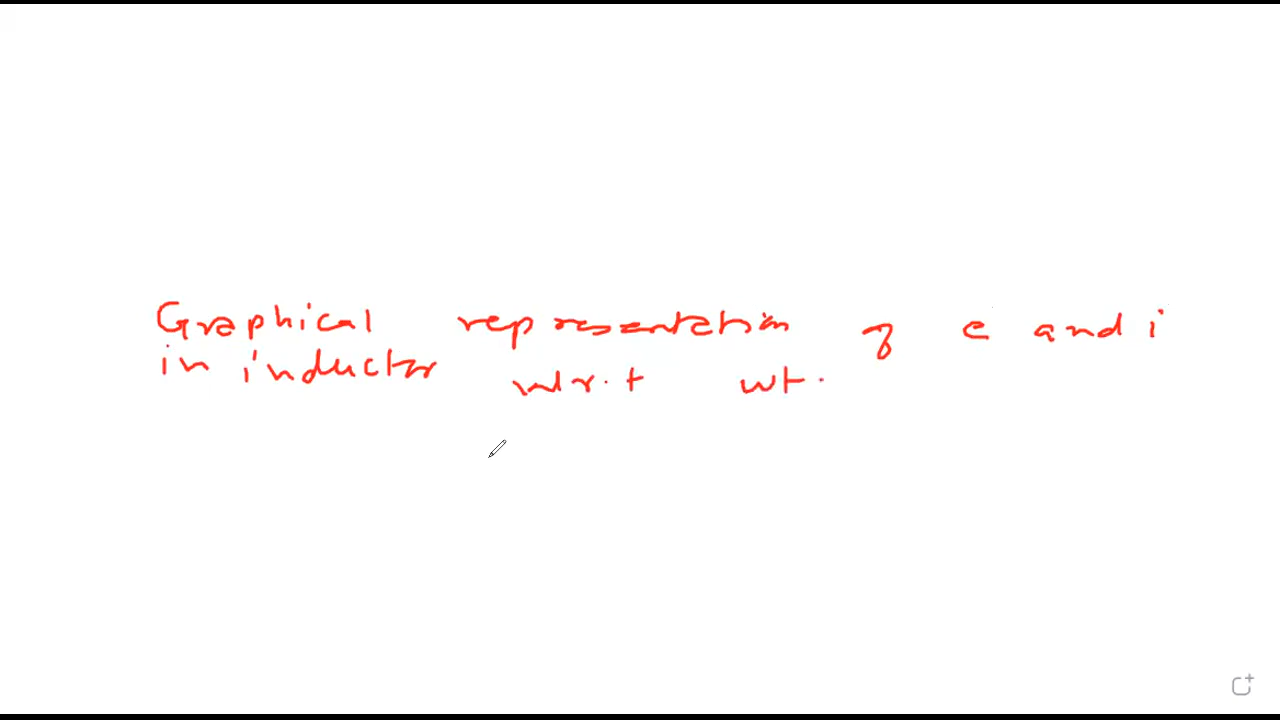 Graphical representation of e and i
in inductor w.r.t wt.